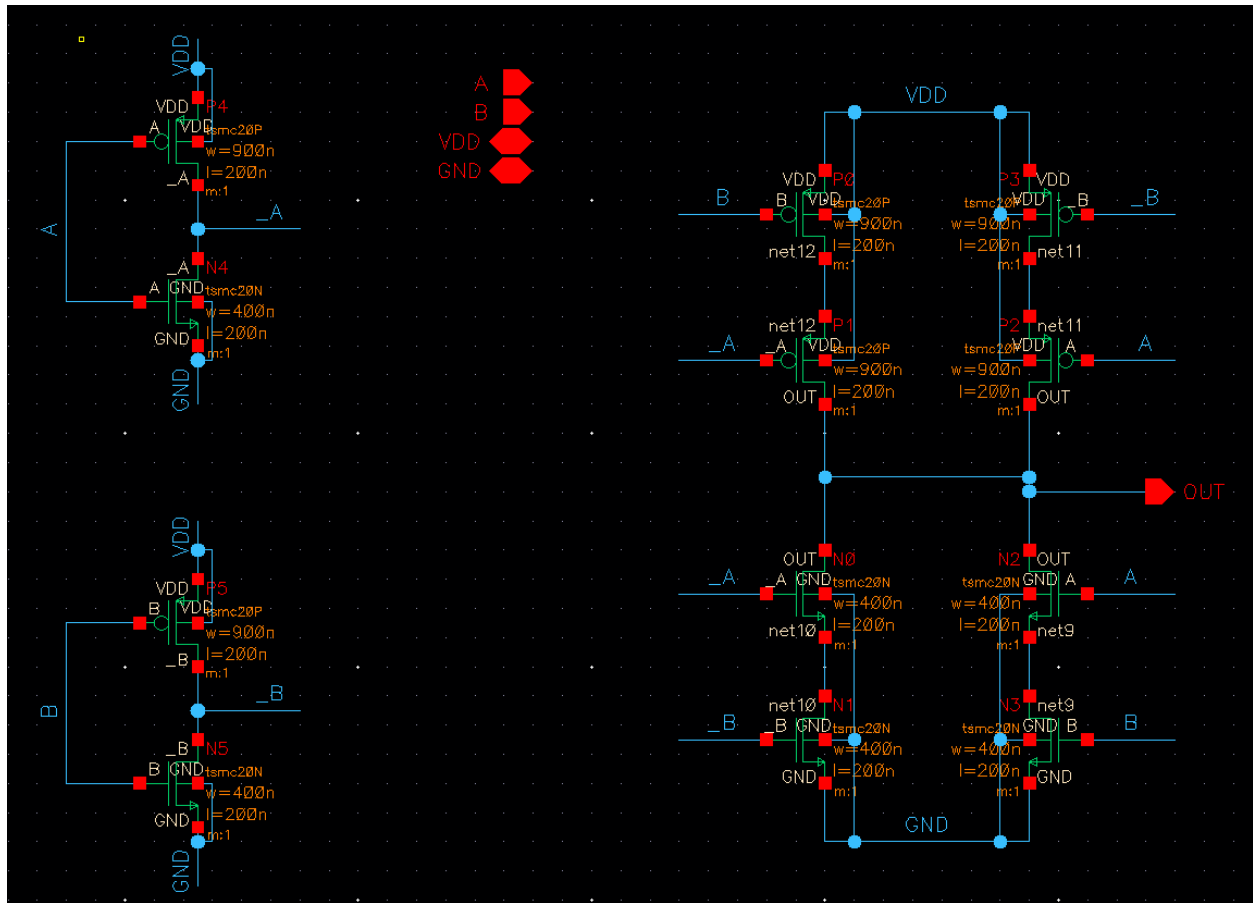 VDD
VDD P4
A VDD tsmc20P
w=900n
l=200n
_A m:1
_A
A
_A N4
A GND tsmc20N
w=400n
GND l=200n
m:1
GND
VDD
VDD P5
B VDD tsmc20P
w=900n
l=200n
_B m:1
_B
B
_B N5
B GND tsmc20N
w=400n
GND l=200n
m:1
GND
A
B
VDD
GND
VDD
VDD P0
B B VDD tsmc20P
w=900n
l=200n
net12 m:1
P3 VDD
tsmc20P VDD _B _B
w=900n
l=200n
m:1 net11
net12 P1
_A _A VDD tsmc20P
w=900n
l=200n
OUT m:1
P2 net11
tsmc20P VDD A A
w=900n
l=200n
m:1 OUT
OUT
OUT N0
_A _A GND tsmc20N
w=400n
l=200n
net10 m:1
N2 OUT
tsmc20N GND A A
w=400n
l=200n
m:1 net9
net10 N1
_B _B GND tsmc20N
w=400n
l=200n
GND m:1
N3 net9
tsmc20N GND B B
w=400n
l=200n
m:1 GND
GND